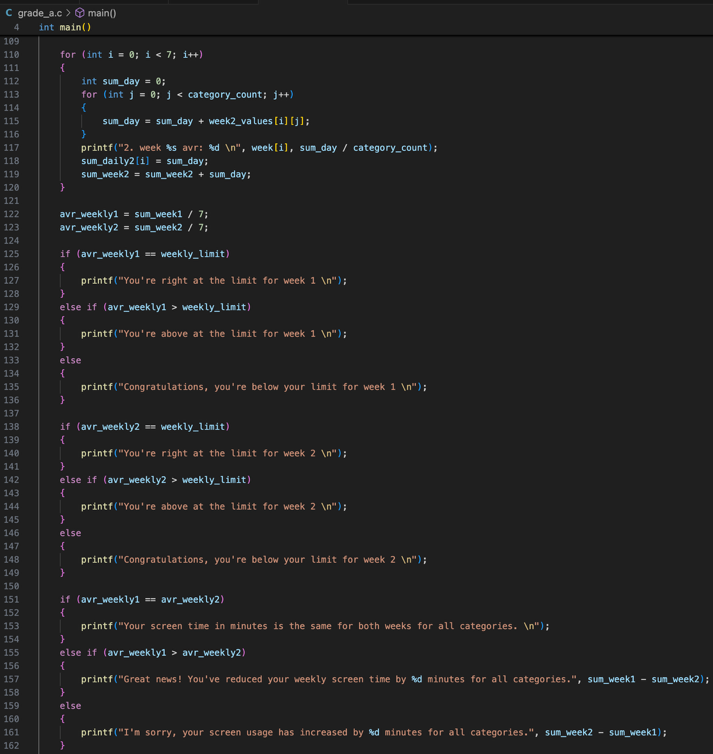 C grade_a.c > main()
4 int main()
109
110 for (int i = 0; i < 7; i++)
111 {
112 int sum_day = 0;
113 for (int j = 0; j < category_count; j++)
114 {
115 sum_day = sum_day + week2_values[i][j];
116 }
117 printf("2. week %s avr: %d \n", week[i], sum_day / category_count);
118 sum_daily2[i] = sum_day;
119 sum_week2 = sum_week2 + sum_day;
120 }
121
122 avr_weekly1 = sum_week1 / 7;
123 avr_weekly2 = sum_week2 / 7;
124
125 if (avr_weekly1 == weekly_limit)
126 {
127 printf("You're right at the limit for week 1 \n");
128 }
129 else if (avr_weekly1 > weekly_limit)
130 {
131 printf("You're above at the limit for week 1 \n");
132 }
133 else
134 {
135 printf("Congratulations, you're below your limit for week 1 \n");
136 }
137
138 if (avr_weekly2 == weekly_limit)
139 {
140 printf("You're right at the limit for week 2 \n");
141 }
142 else if (avr_weekly2 > weekly_limit)
143 {
144 printf("You're above at the limit for week 2 \n");
145 }
146 else
147 {
148 printf("Congratulations, you're below your limit for week 2 \n");
149 }
150
151 if (avr_weekly1 == avr_weekly2)
152 {
153 printf("Your screen time in minutes is the same for both weeks for all categories. \n");
154 }
155 else if (avr_weekly1 > avr_weekly2)
156 {
157 printf("Great news! You've reduced your weekly screen time by %d minutes for all categories.", sum_week1 - sum_week2);
158 }
159 else
160 {
161 printf("I'm sorry, your screen usage has increased by %d minutes for all categories.", sum_week2 - sum_week1);
162 }